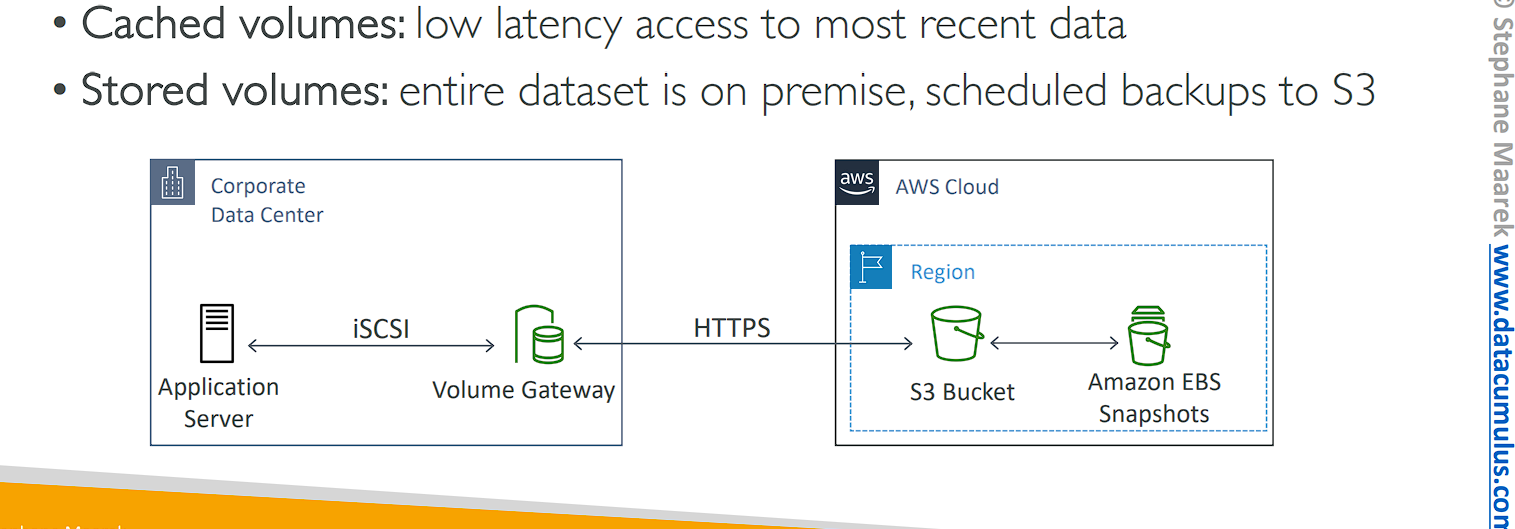 • Cached volumes: low latency access to most recent data
• Stored volumes: entire dataset is on premise, scheduled backups to S3
Corporate
Data Center
aws
AWS Cloud
Region
iSCSI
HTTPS
Application
Server
Volume Gateway
S3 Bucket
Amazon EBS
Snapshots
© Stephane Maarek www.datacumulus.com